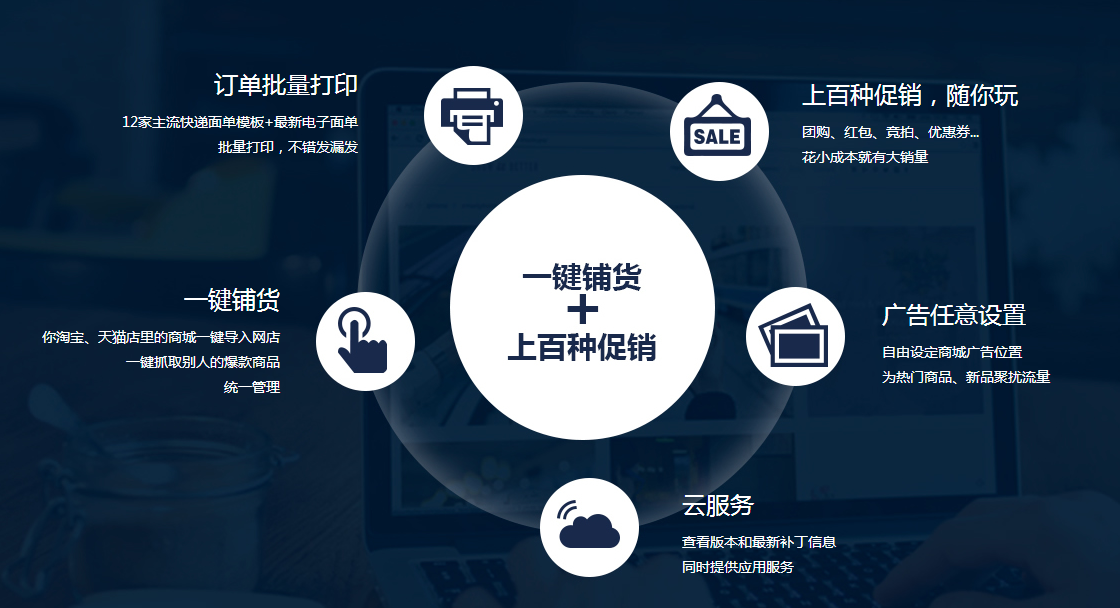 订单批量打印
12家主流快递面单模板+最新电子面单
批量打印，不错发漏发
SALE
上百种促销，随你玩
团购、红包、竞拍、优惠券...
花小成本就有大销量
一键铺货
你淘宝、天猫店里的商城一键导入网店
一键抓取别人的爆款商品
统一管理
一键铺货
+
上百种促销
广告任意设置
自由设定商城广告位置
为热门商品、新品聚扰流量
云服务
查看版本和最新补丁信息
同时提供应用服务